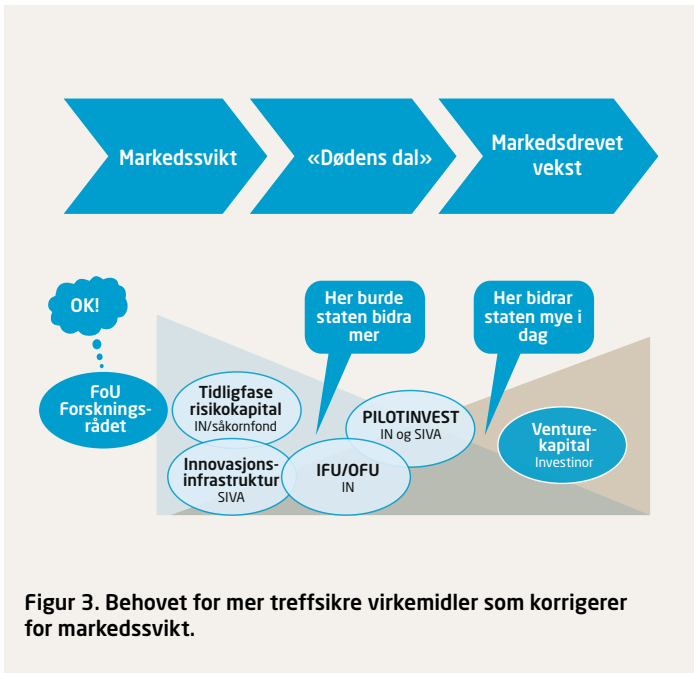 Markedssvikt
«Dødens dal»
Markedsdrevet
vekst
OK!
Her burde
staten bidra
mer
Her bidrar
staten mye i
dag
FoU
Forsknings-
rådet
Tidligfase
risikokapital
IN/såkornfond
PILOTINVEST
IN og SIVA
Venture-
kapital
Investinor
Innovasjons-
infrastruktur
SIVA
IFU/OFU
IN
Figur 3. Behovet for mer treffsikre virkemidler som korrigerer
for markedssvikt.